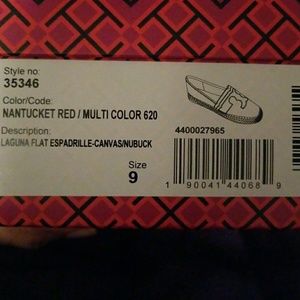 Style no:
35346
Color/Code:
NANTUCKET RED / MULTI COLOR 620
Description:
4400027965
LAGUNA FLAT ESPADRILLE-CANVAS/NUBUCK
Size
9
1 90041 44068 9